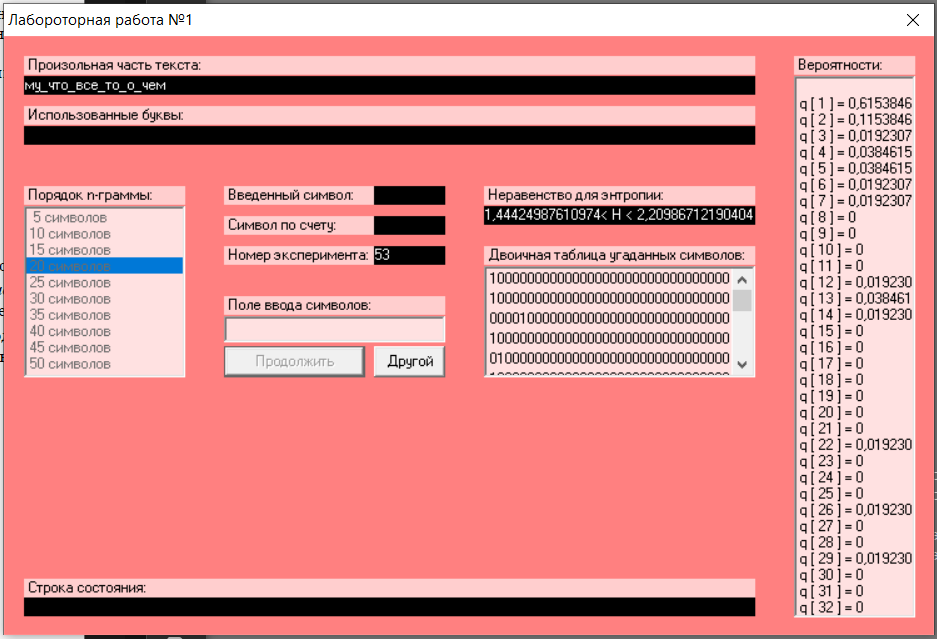 Лабороторная работа №1
Произольная часть текста:
му_что_все_то_о_чем
Использованные буквы:
Порядок n-граммы:
5 символов
10 символов
15 символов
20 символов
25 символов
30 символов
35 символов
40 символов
45 символов
50 символов
Введенный символ:
Символ по счету:
Номер эксперимента: 53
Поле ввода символов:
Продолжить
Другой
Неравенство для энтропии:
1,44424987610974< H < 2,20986712190404
Двоичная таблица угаданных символов:
10000000000000000000000000000000
10000000000000000000000000000000
00001000000000000000000000000000
10000000000000000000000000000000
01000000000000000000000000000000
Вероятности:
q [ 1 ] = 0,6153846
q [ 2 ] = 0,1153846
q [ 3 ] = 0,0192307
q [ 4 ] = 0,0384615
q [ 5 ] = 0,0384615
q [ 6 ] = 0,0192307
q [ 7 ] = 0,0192307
q [ 8 ] = 0
q [ 9 ] = 0
q [ 10 ] = 0
q [ 11 ] = 0
q [ 12 ] = 0,019230
q [ 13 ] = 0,038461
q [ 14 ] = 0,019230
q [ 15 ] = 0
q [ 16 ] = 0
q [ 17 ] = 0
q [ 18 ] = 0
q [ 19 ] = 0
q [ 20 ] = 0
q [ 21 ] = 0
q [ 22 ] = 0,019230
q [ 23 ] = 0
q [ 24 ] = 0
q [ 25 ] = 0
q [ 26 ] = 0,019230
q [ 27 ] = 0
q [ 28 ] = 0
q [ 29 ] = 0,019230
q [ 30 ] = 0
q [ 31 ] = 0
q [ 32 ] = 0
Строка состояния: